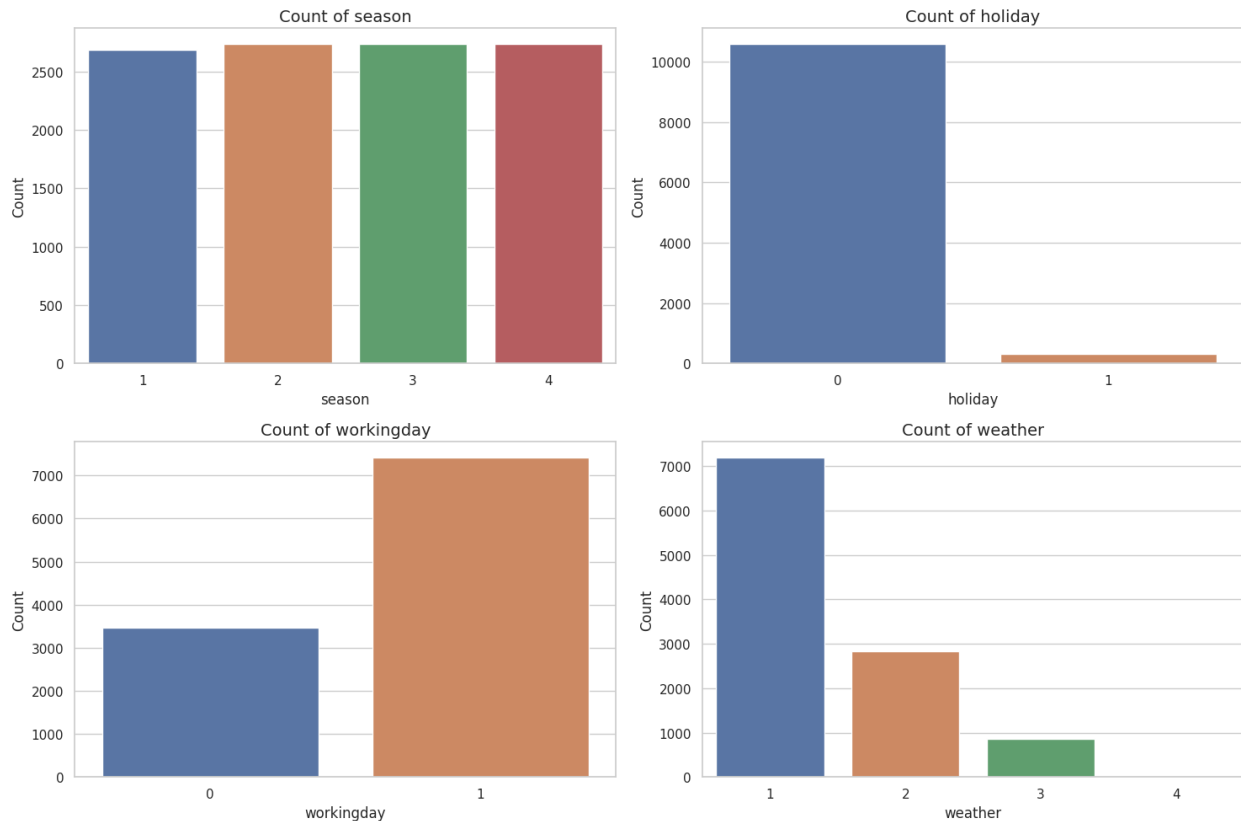 Count of season
Count
2500
2000
1500
1000
500
0
1 2 3 4
season
Count of holiday
Count
10000
8000
6000
4000
2000
0
0 1
holiday
Count of workingday
Count
7000
6000
5000
4000
3000
2000
1000
0
0 1
workingday
Count of weather
Count
7000
6000
5000
4000
3000
2000
1000
0
1 2 3 4
weather